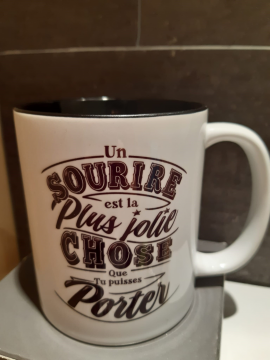 Un
SOURIRE
est la
Plus jolie
CHOSE
Que
Tu puisses
Porter